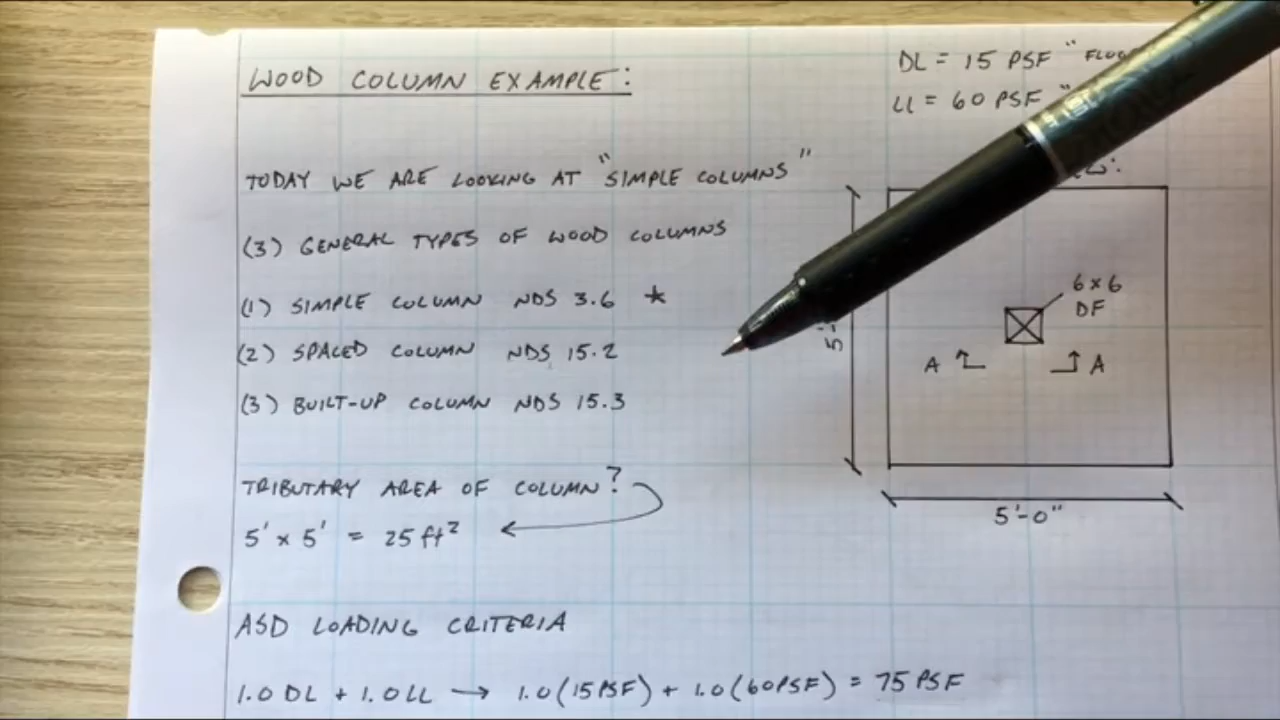 WOOD COLUMN EXAMPLE:
TODAY WE ARE LOOKING AT "SIMPLE COLUMNS"
(3) GENERAL TYPES OF WOOD COLUMNS
(1) SIMPLE COLUMN NDS 3.6 ★
(2) SPACED COLUMN NDS 15.2
(3) BUILT-UP COLUMN NDS 15.3
TRIBUTARY AREA OF COLUMN?
5' x 5' = 25 ft²
ASD LOADING CRITERIA
1.0 DL + 1.0 LL → 1.0 (15 PSF) + 1.0 (60 PSF) = 75 PSF
DL = 15 PSF "
LL = 60 PSF "
6 x 6
DF
A A
5'-0"